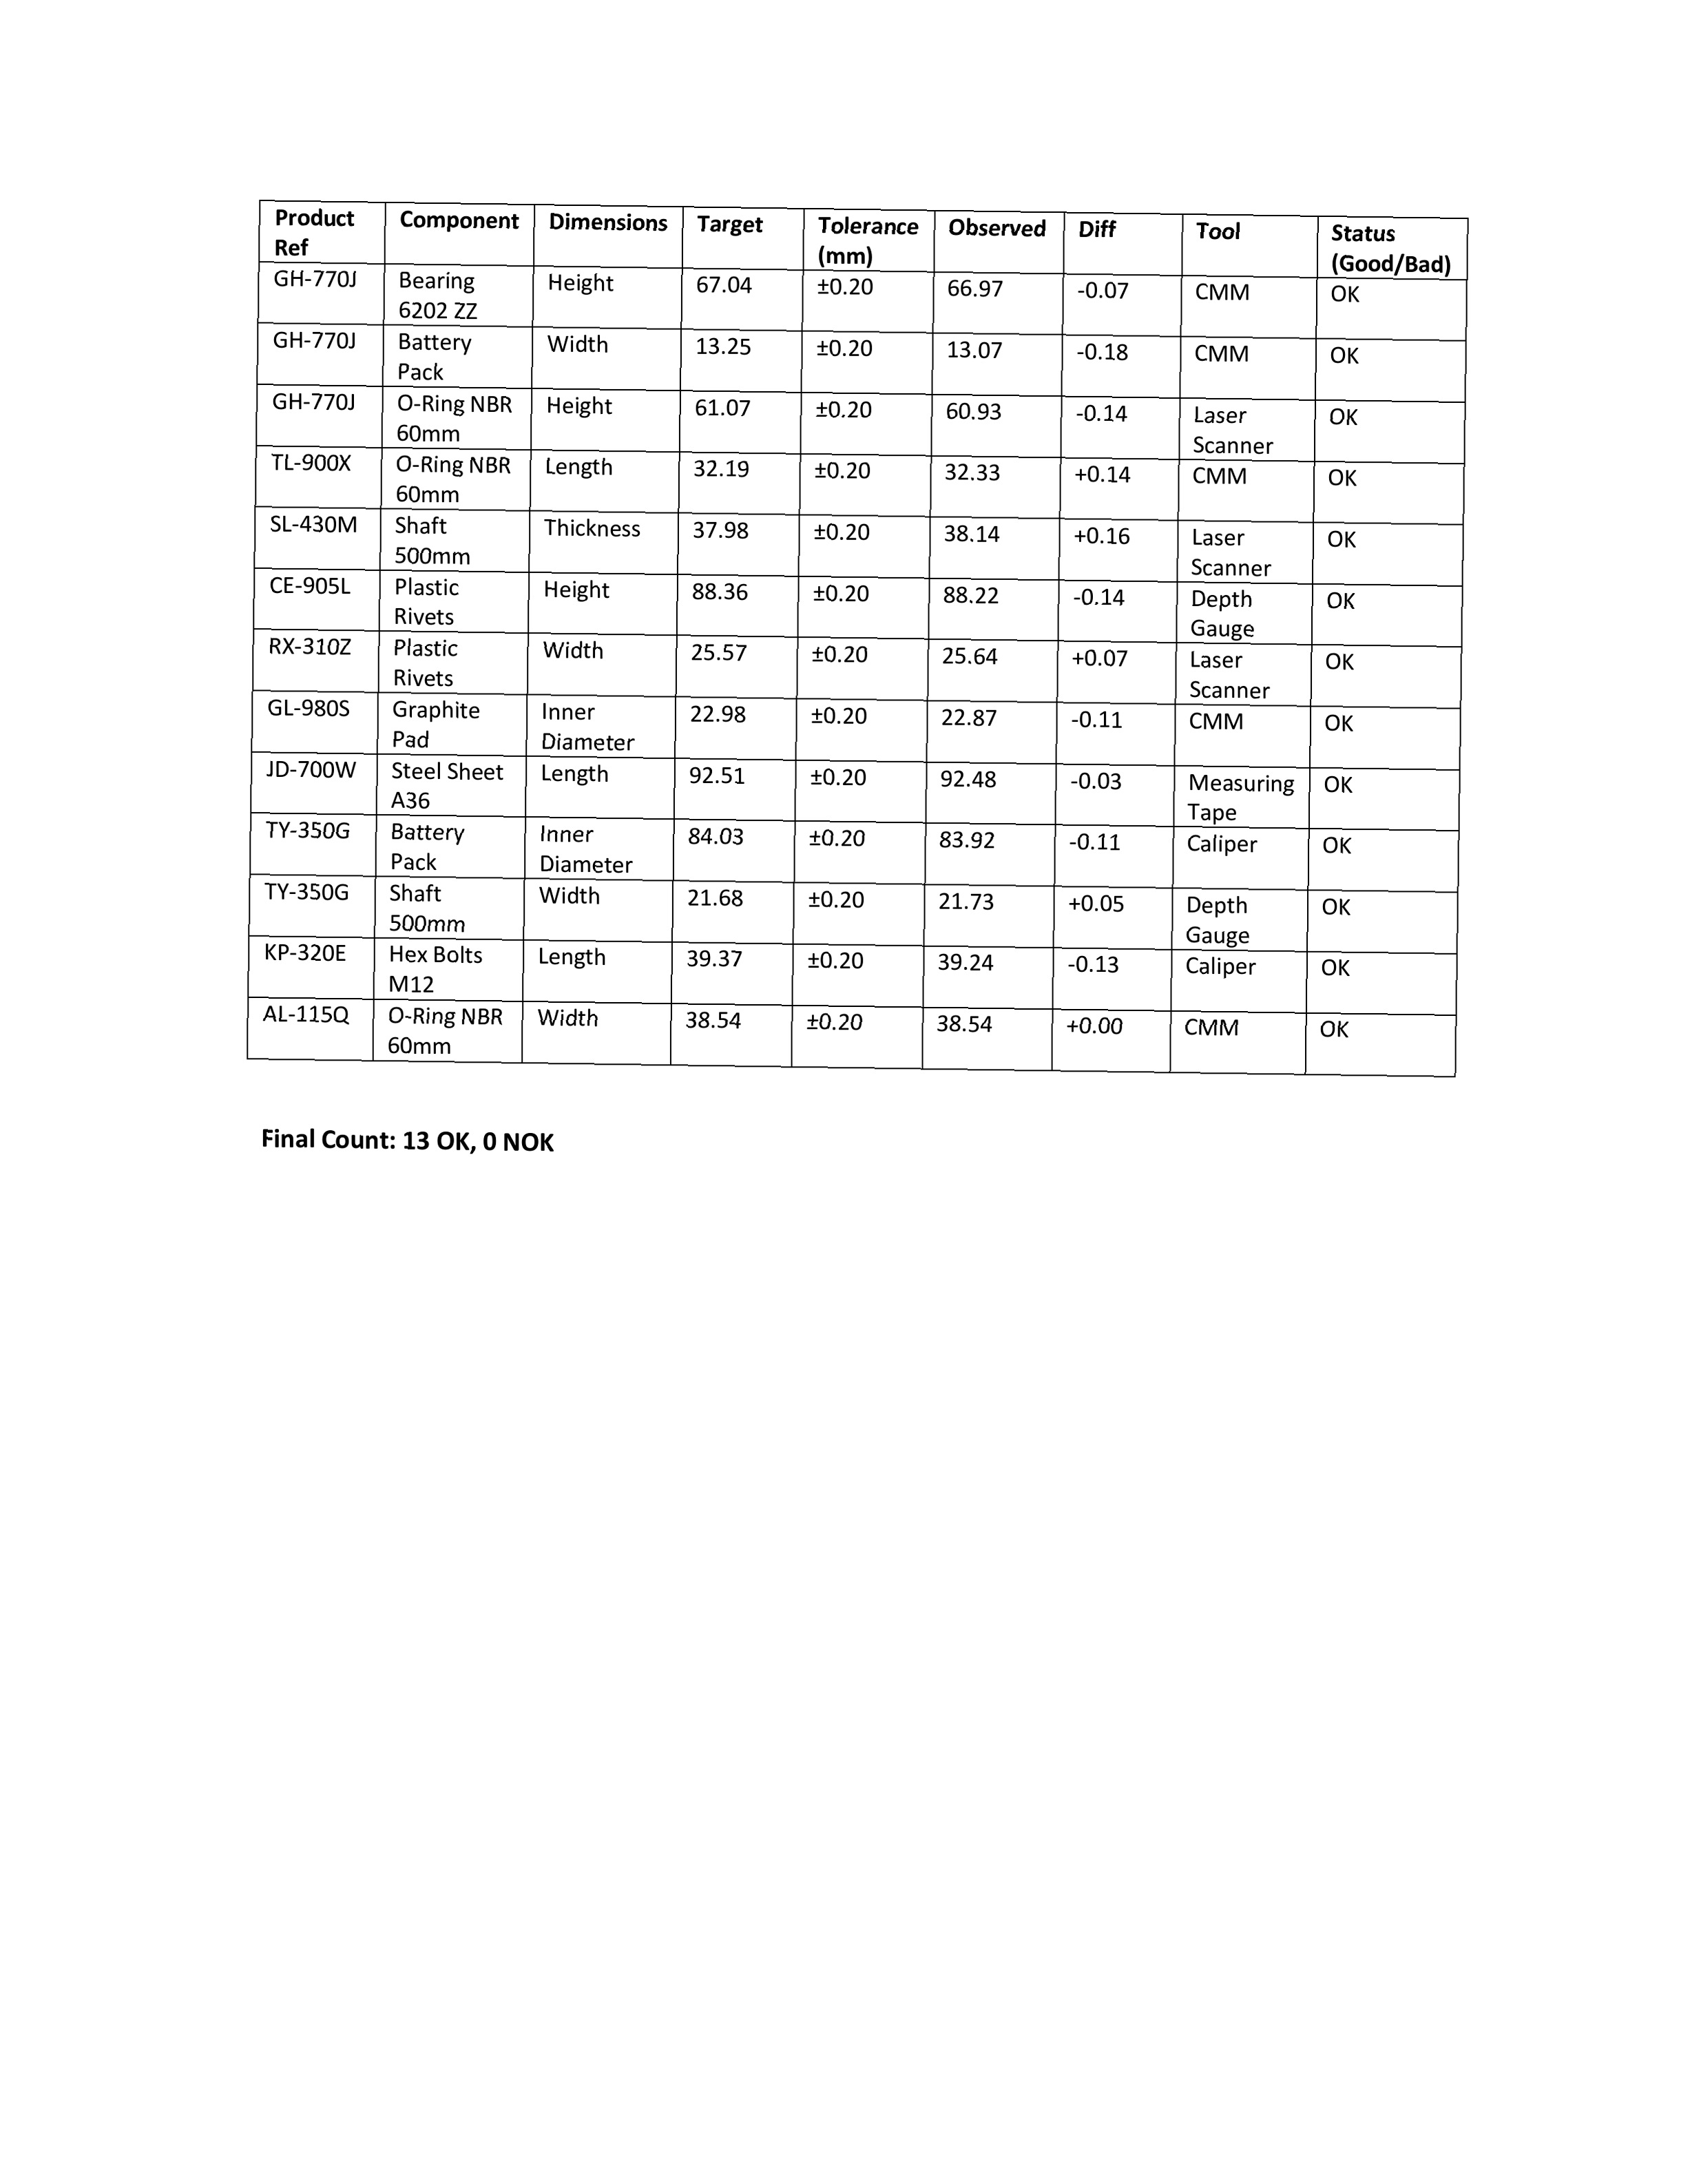 Product Ref Component Dimensions Target Tolerance (mm) Observed Diff Tool Status (Good/Bad)
GH-770J Bearing 6202 ZZ Height 67.04 ±0.20 66.97 -0.07 CMM OK
GH-770J Battery Pack Width 13.25 ±0.20 13.07 -0.18 CMM OK
GH-770J O-Ring NBR 60mm Height 61.07 ±0.20 60.93 -0.14 Laser Scanner OK
TL-900X O-Ring NBR 60mm Length 32.19 ±0.20 32.33 +0.14 CMM OK
SL-430M Shaft 500mm Thickness 37.98 ±0.20 38.14 +0.16 Laser Scanner OK
CE-905L Plastic Rivets Height 88.36 ±0.20 88.22 -0.14 Depth Gauge OK
RX-310Z Plastic Rivets Width 25.57 ±0.20 25.64 +0.07 Laser Scanner OK
GL-980S Graphite Pad Inner Diameter 22.98 ±0.20 22.87 -0.11 CMM OK
JD-700W Steel Sheet A36 Length 92.51 ±0.20 92.48 -0.03 Measuring Tape OK
TY-350G Battery Pack Inner Diameter 84.03 ±0.20 83.92 -0.11 Caliper OK
TY-350G Shaft 500mm Width 21.68 ±0.20 21.73 +0.05 Depth Gauge OK
KP-320E Hex Bolts M12 Length 39.37 ±0.20 39.24 -0.13 Caliper OK
AL-115Q O-Ring NBR 60mm Width 38.54 ±0.20 38.54 +0.00 CMM OK
Final Count: 13 OK, 0 NOK